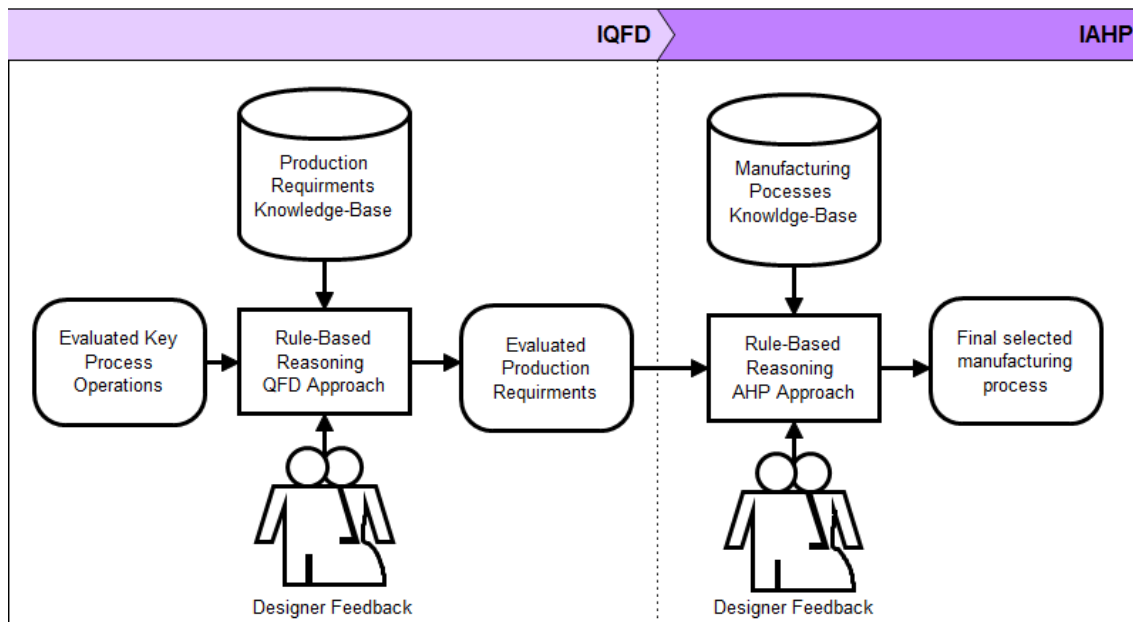 IQFD
IAHP
Production
Requirments
Knowledge-Base
Manufacturing
Pocesses
Knowldge-Base
Evaluated Key
Process
Operations
Rule-Based
Reasoning
QFD Approach
Evaluated
Production
Requirments
Rule-Based
Reasoning
AHP Approach
Final selected
manufacturing
process
Designer Feedback
Designer Feedback